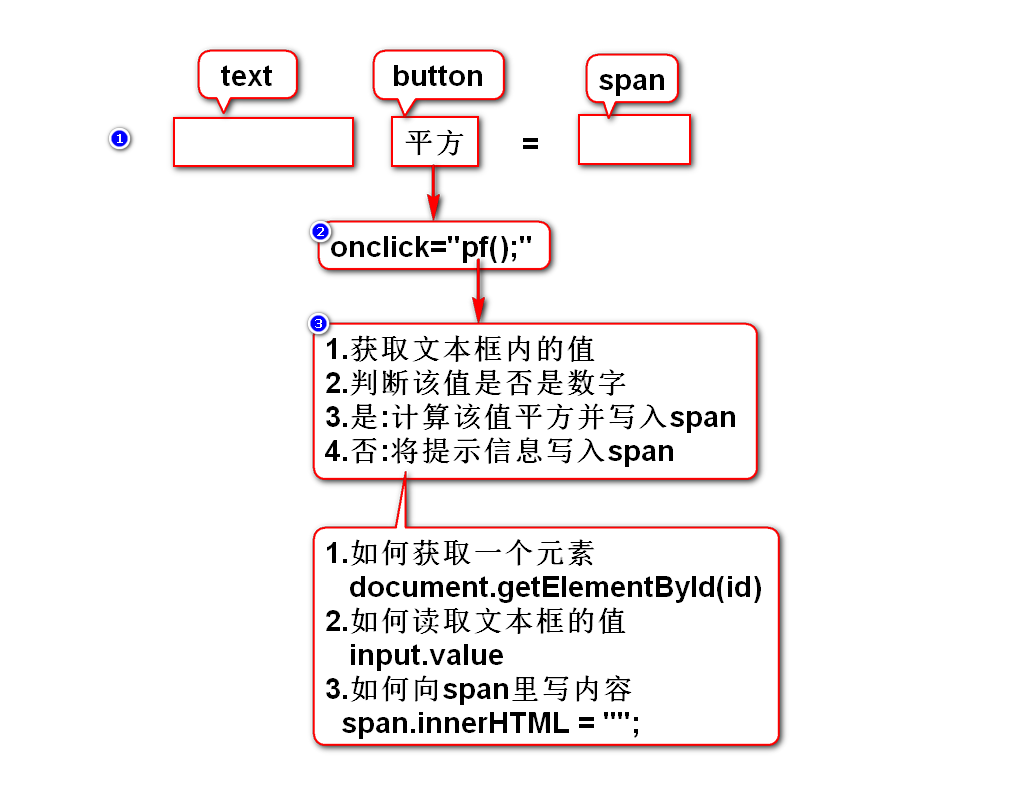 text
button
span
1
平方
=
2
onclick="pf();"
3
1.获取文本框内的值
2.判断该值是否是数字
3.是:计算该值平方并写入span
4.否:将提示信息写入span
1.如何获取一个元素
document.getElementById(id)
2.如何读取文本框的值
input.value
3.如何向span里写内容
span.innerHTML = "";